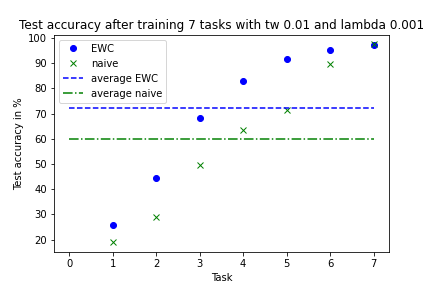 Test accuracy after training 7 tasks with tw 0.01 and lambda 0.001
EWC
naive
average EWC
average naive
Test accuracy in %
100
90
80
70
60
50
40
30
20
0 1 2 3 4 5 6 7
Task